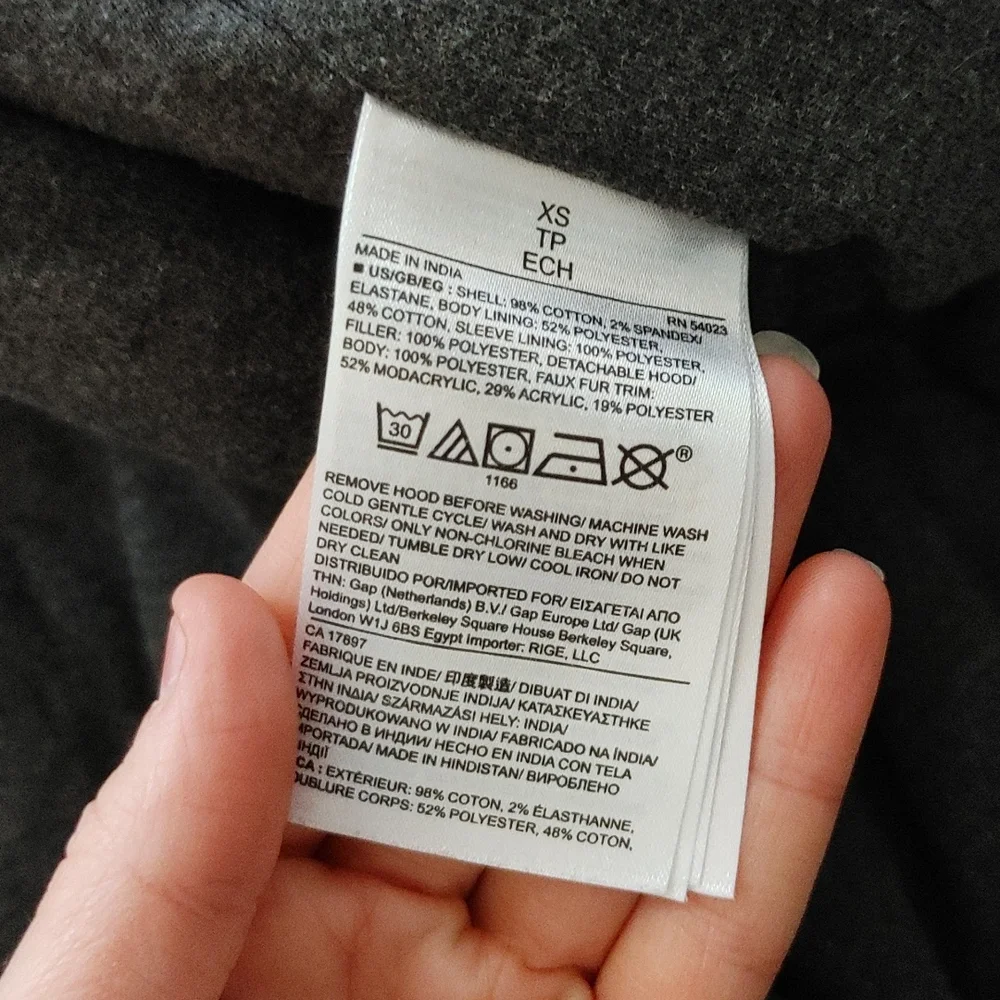 XS
TP
ECH
MADE IN INDIA RN 54023
■ US/GB/EG : SHELL: 98% COTTON, 2% SPANDEX/
ELASTANE, BODY LINING: 52% POLYESTER,
48% COTTON, SLEEVE LINING: 100% POLYESTER,
FILLER: 100% POLYESTER, DETACHABLE HOOD/
BODY: 100% POLYESTER, FAUX FUR TRIM:
52% MODACRYLIC, 29% ACRYLIC, 19% POLYESTER
30 ®
1166
REMOVE HOOD BEFORE WASHING/ MACHINE WASH
COLD GENTLE CYCLE/ WASH AND DRY WITH LIKE
COLORS/ ONLY NON-CHLORINE BLEACH WHEN
NEEDED/ TUMBLE DRY LOW/ COOL IRON/ DO NOT
DRY CLEAN
DISTRIBUIDO POR/IMPORTED FOR/ ΕΙΣΑΓΕΤΑΙ ΑΠΟ
ΤΗΝ: Gap (Netherlands) B.V./ Gap Europe Ltd/ Gap (UK
Holdings) Ltd/Berkeley Square House Berkeley Square,
London W1J 6BS Egypt Importer: RIGE, LLC
CA 17897
FABRIQUE EN INDE/ 印度製造/ DIBUAT DI INDIA/
ZEMLJA PROIZVODNJE INDIJA/ ΚΑΤΑΣΚΕΥΑΣΤΗΚΕ
ΣΤΗΝ ΙΝΔΙΑ/ SZÁRMAZÁSI HELY: INDIA/
WYPRODUKOWANO W INDIA/ FABRICADO NA ÍNDIA/
СДЕЛАНО В ИНДИИ/ HECHO EN INDIA CON TELA
IMPORTADA/ MADE IN HINDISTAN/ ВИРОБЛЕНО
ІНДІЇ
CA : EXTÉRIEUR: 98% COTON, 2% ÉLASTHANNE,
DOUBLURE CORPS: 52% POLYESTER, 48% COTON,